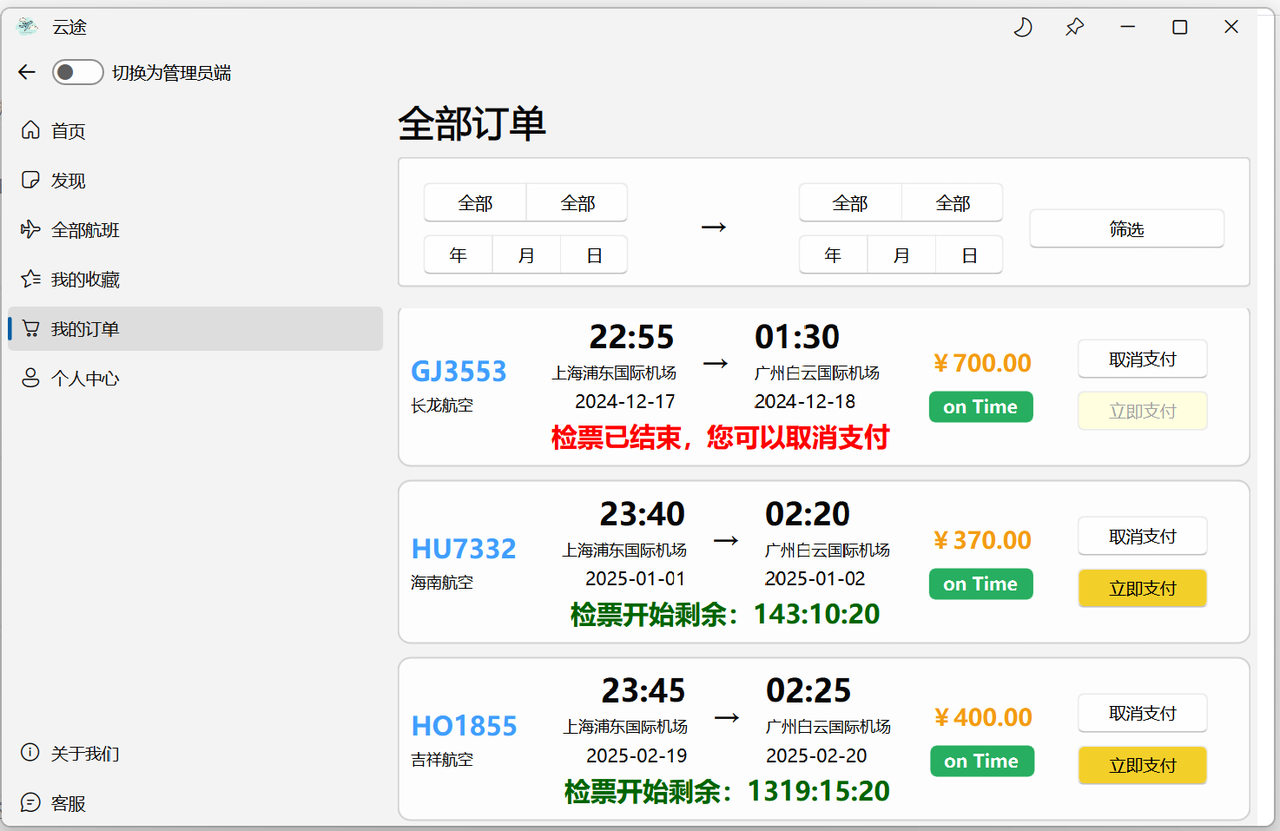 云途
切换为管理员端
首页
发现
全部航班
我的收藏
我的订单
个人中心
关于我们
客服
全部订单
全部 全部 → 全部 全部
年 月 日 年 月 日
筛选
GJ3553
长龙航空
22:55 → 01:30
上海浦东国际机场 广州白云国际机场
2024-12-17 2024-12-18
检票已结束，您可以取消支付
¥700.00
on Time
取消支付
立即支付
HU7332
海南航空
23:40 → 02:20
上海浦东国际机场 广州白云国际机场
2025-01-01 2025-01-02
检票开始剩余：143:10:20
¥370.00
on Time
取消支付
立即支付
HO1855
吉祥航空
23:45 → 02:25
上海浦东国际机场 广州白云国际机场
2025-02-19 2025-02-20
检票开始剩余：1319:15:20
¥400.00
on Time
取消支付
立即支付